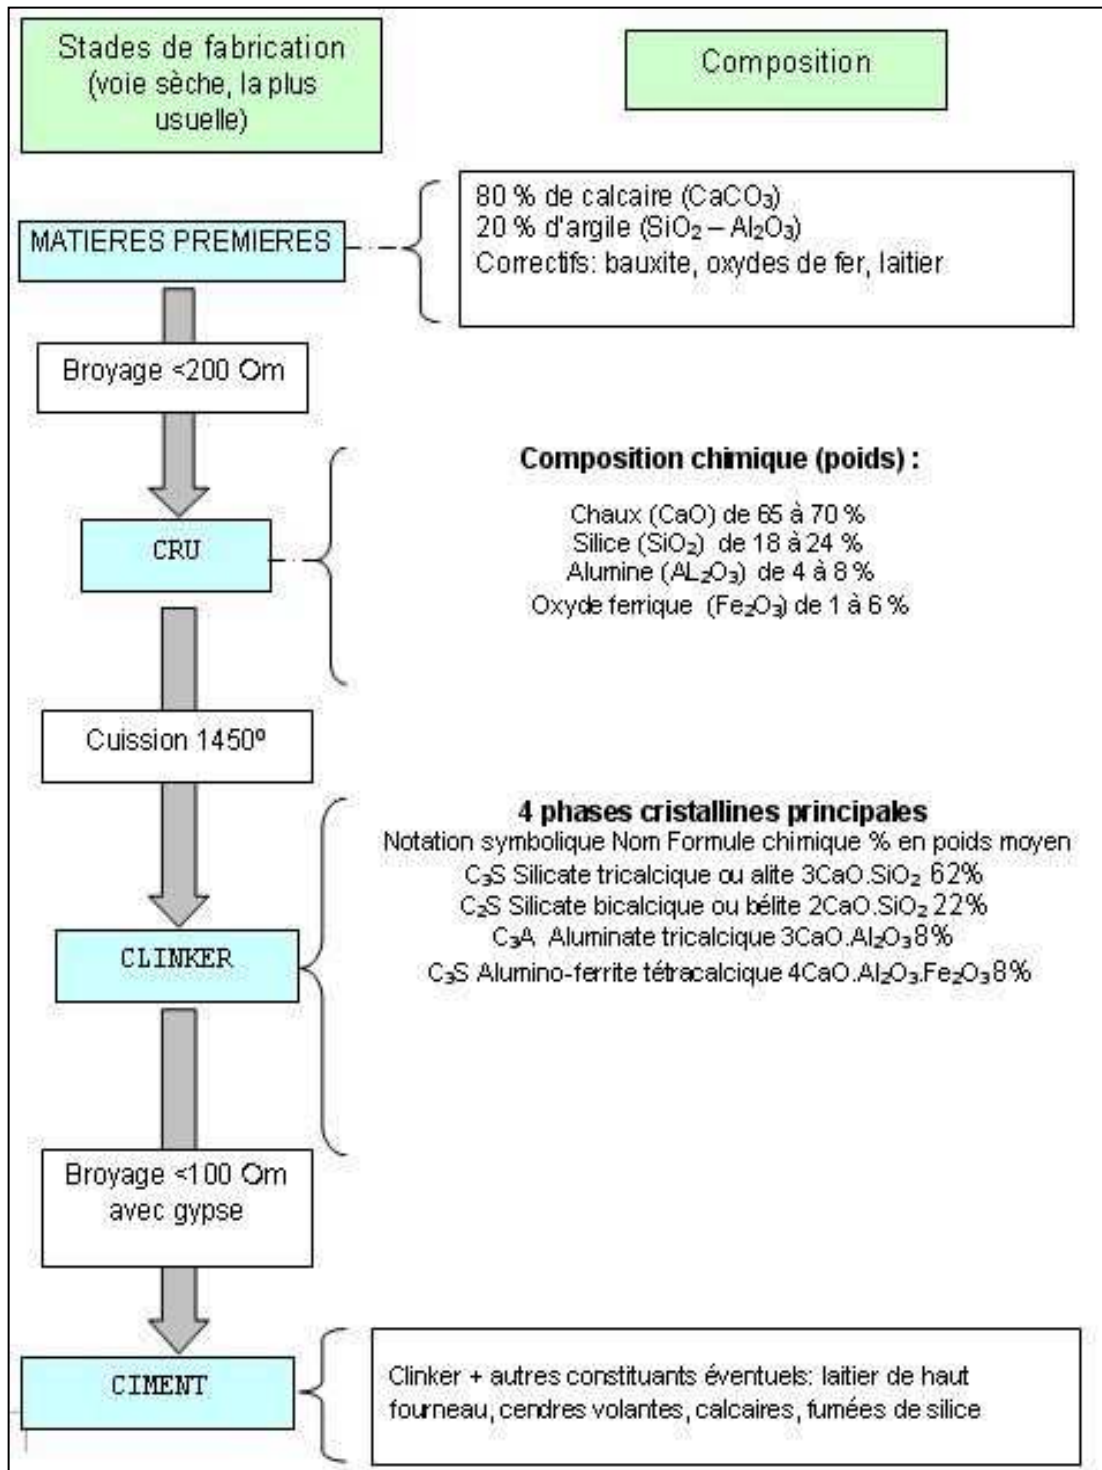 Stades de fabrication
(voie sèche, la plus
usuelle)
Composition
MATIERES PREMIERES
80 % de calcaire (CaCO₃)
20 % d'argile (SiO₂ – Al₂O₃)
Correctifs: bauxite, oxydes de fer, laitier
Broyage <200 Om
CRU
Composition chimique (poids) :
Chaux (CaO) de 65 à 70 %
Silice (SiO₂) de 18 à 24 %
Alumine (AL₂O₃) de 4 à 8 %
Oxyde ferrique (Fe₂O₃) de 1 à 6 %
Cuission 1450º
4 phases cristallines principales
Notation symbolique Nom Formule chimique % en poids moyen
C₃S Silicate tricalcique ou alite 3CaO.SiO₂ 62%
C₂S Silicate bicalcique ou bélite 2CaO.SiO₂ 22%
C₃A Aluminate tricalcique 3CaO.Al₂O₃ 8%
C₃S Alumino-ferrite tétracalcique 4CaO.Al₂O₃.Fe₂O₃ 8%
CLINKER
Broyage <100 Om
avec gypse
CIMENT
Clinker + autres constituants éventuels: laitier de haut
fourneau, cendres volantes, calcaires, fumées de silice